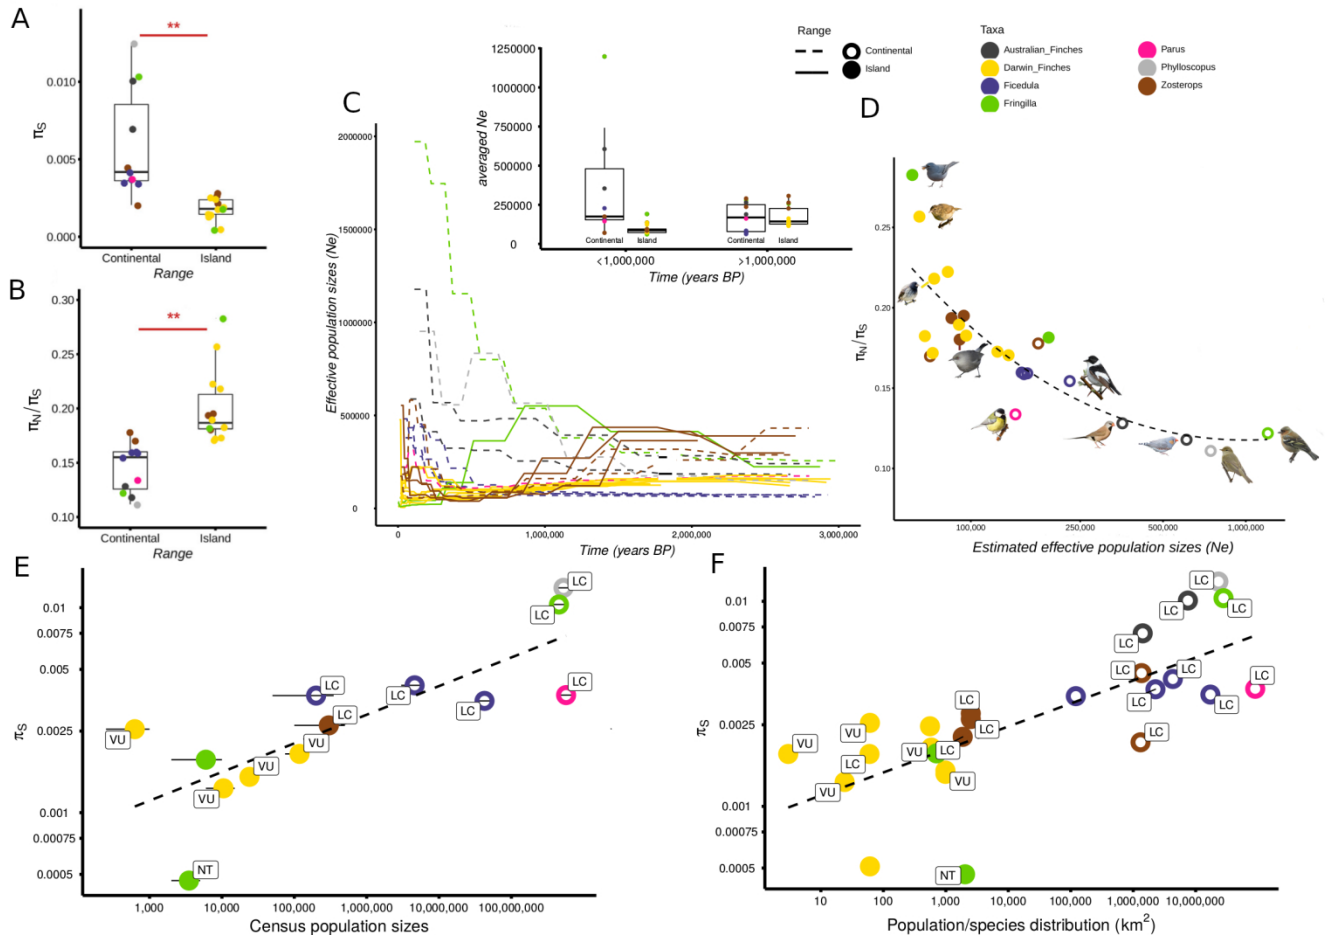 A
**
0.010
0.005
0.000
πS
Continental
Island
Range
B
**
0.30
0.25
0.20
0.15
0.10
πN/πS
Continental
Island
Range
C
2000000
1500000
1000000
500000
0
Effective population sizes (Ne)
0
1,000,000
2,000,000
3,000,000
Time (years BP)
1250000
1000000
750000
500000
250000
0
averaged Ne
Continental
Island
Continental
Island
<1,000,000
>1,000,000
Time (years BP)
Range
Continental
Island
Taxa
Australian_Finches
Darwin_Finches
Ficedula
Fringilla
Parus
Phylloscopus
Zosterops
D
0.25
0.20
0.15
0.10
πN/πS
100,000
250,000
500,000
1,000,000
Estimated effective population sizes (Ne)
E
0.01
0.0075
0.005
0.0025
0.001
0.00075
0.0005
πS
LC
LC
LC
LC
LC
LC
LC
VU
VU
VU
VU
NT
1,000
10,000
100,000
1,000,000
10,000,000
100,000,000
Census population sizes
F
0.01
0.0075
0.005
0.0025
0.001
0.00075
0.0005
πS
LC
LC
LC
LC
LC
LC
LC
LC
LC
LC
VU
VU
LC
VU
LC
LC
VU
VU
NT
10
100
1,000
10,000
100,000
1,000,000
10,000,000
Population/species distribution (km²)